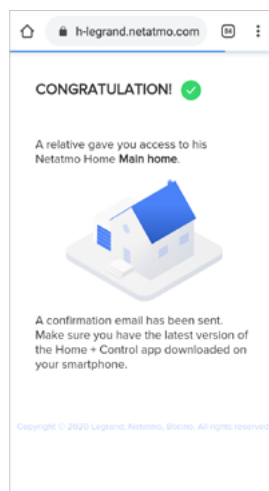 h-legrand.netatmo.com
CONGRATULATION!
A relative gave you access to his
Netatmo Home Main home.
A confirmation email has been sent.
Make sure you have the latest version of
the Home + Control app downloaded on
your smartphone.
Copyright © 2020 Legrand, Netatmo, Bticino. All rights reserved